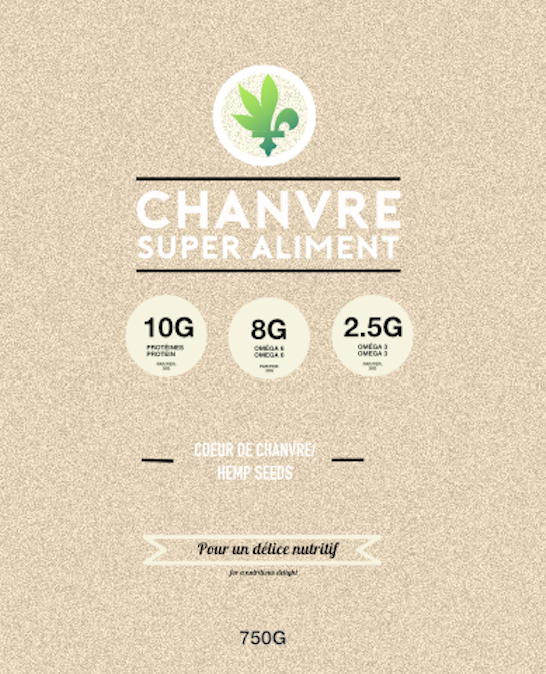 CHANVRE
SUPER ALIMENT
10G
PROTÉINES
PROTEIN
PAR/PER
30G
8G
OMÉGA 6
OMEGA 6
PAR/PER
30G
2.5G
OMÉGA 3
OMEGA 3
PAR/PER
30G
COEUR DE CHANVRE/
HEMP SEEDS
Pour un délice nutritif
for a nutritious delight
750G